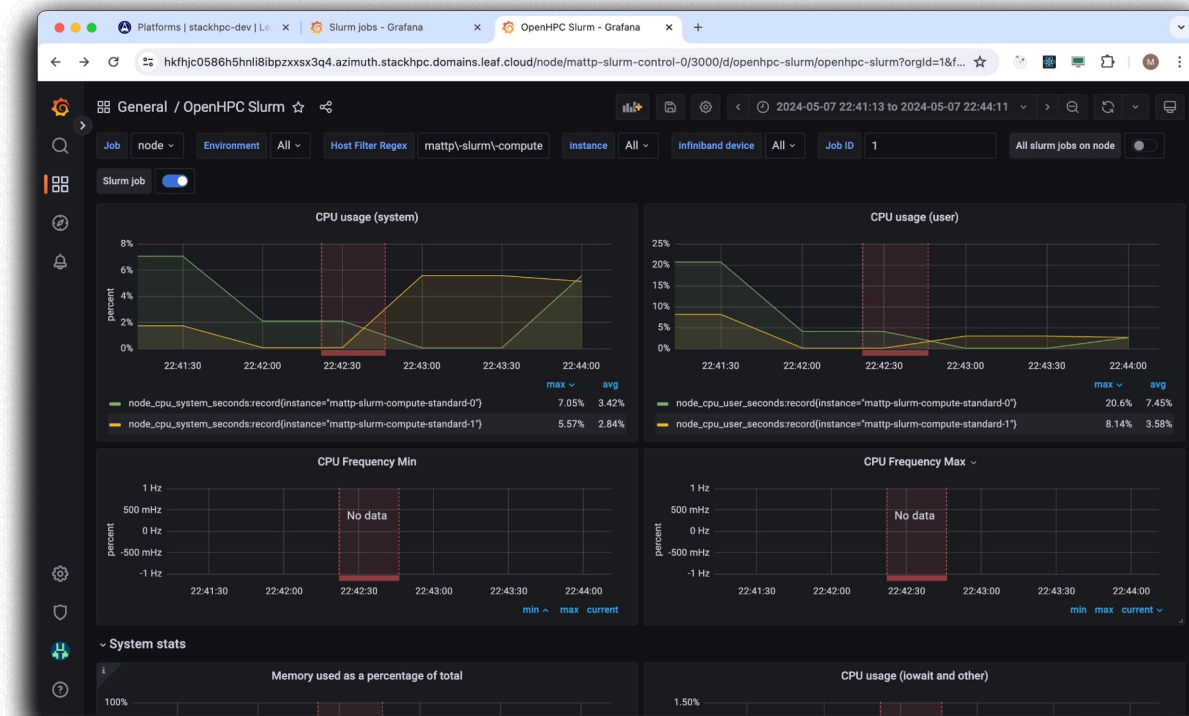 Platforms | stackhpc-dev | Le
Slurm jobs - Grafana
OpenHPC Slurm - Grafana
hkfhjc0586h5hnli8ibpzxxsx3q4.azimuth.stackhpc.domains.leaf.cloud/node/mattp-slurm-control-0/3000/d/openhpc-slurm/openhpc-slurm?orgId=1&f...
M
General / OpenHPC Slurm
2024-05-07 22:41:13 to 2024-05-07 22:44:11
Job node Environment All Host Filter Regex mattp\-slurm\-compute instance All infiniband device All Job ID 1 All slurm jobs on node
Slurm job
CPU usage (system)
8%
6%
4%
2%
0%
percent
22:41:30 22:42:00 22:42:30 22:43:00 22:43:30 22:44:00
max avg
node_cpu_system_seconds:record{instance="mattp-slurm-compute-standard-0"} 7.05% 3.42%
node_cpu_system_seconds:record{instance="mattp-slurm-compute-standard-1"} 5.57% 2.84%
CPU usage (user)
25%
20%
15%
10%
5%
0%
percent
22:41:30 22:42:00 22:42:30 22:43:00 22:43:30 22:44:00
max avg
node_cpu_user_seconds:record{instance="mattp-slurm-compute-standard-0"} 20.6% 7.45%
node_cpu_user_seconds:record{instance="mattp-slurm-compute-standard-1"} 8.14% 3.58%
CPU Frequency Min
1 Hz
500 mHz
0 Hz
-500 mHz
-1 Hz
percent
No data
22:41:30 22:42:00 22:42:30 22:43:00 22:43:30 22:44:00
min max current
CPU Frequency Max
1 Hz
500 mHz
0 Hz
-500 mHz
-1 Hz
percent
No data
22:41:30 22:42:00 22:42:30 22:43:00 22:43:30 22:44:00
min max current
System stats
Memory used as a percentage of total
100%
CPU usage (iowait and other)
1.50%